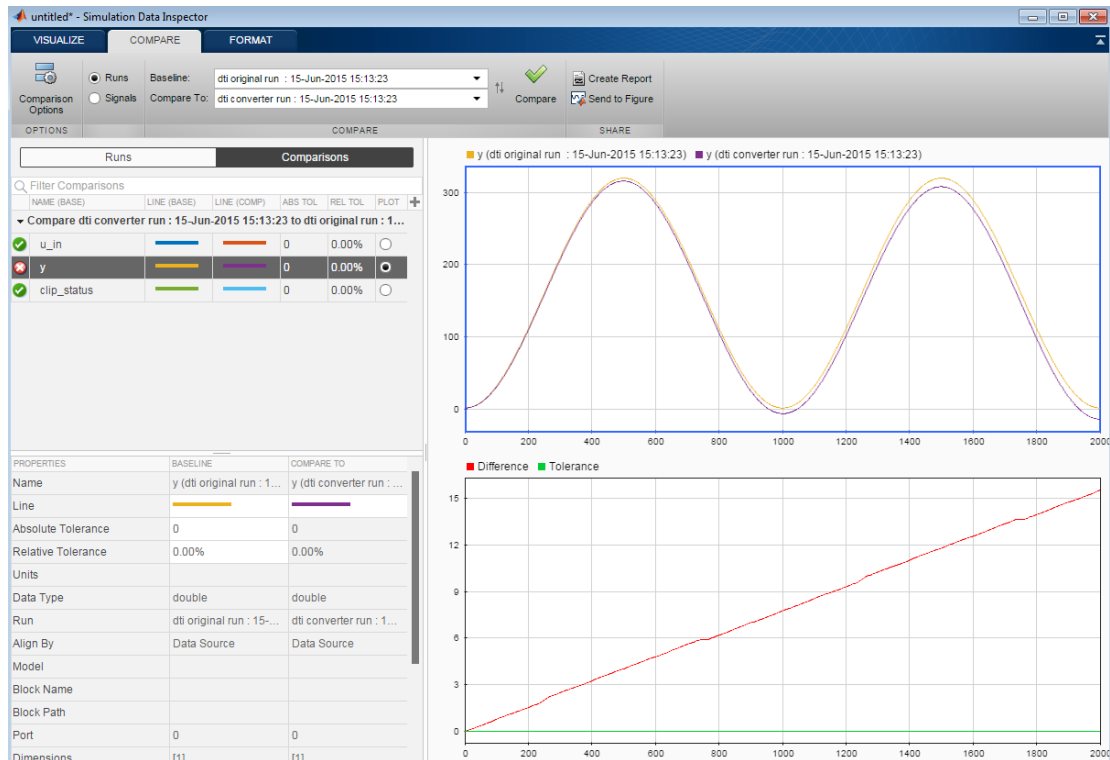 untitled* - Simulation Data Inspector
VISUALIZE COMPARE FORMAT
Comparison Options
Runs
Signals
Baseline: dti original run : 15-Jun-2015 15:13:23
Compare To: dti converter run : 15-Jun-2015 15:13:23
Compare
Create Report
Send to Figure
OPTIONS COMPARE SHARE
Runs Comparisons
Filter Comparisons
NAME (BASE) LINE (BASE) LINE (COMP) ABS TOL REL TOL PLOT
Compare dti converter run : 15-Jun-2015 15:13:23 to dti original run : 1...
u_in 0 0.00%
y 0 0.00%
clip_status 0 0.00%
PROPERTIES BASELINE COMPARE TO
Name y (dti original run : 1... y (dti converter run : ...
Line
Absolute Tolerance 0 0
Relative Tolerance 0.00% 0.00%
Units
Data Type double double
Run dti original run : 15-... dti converter run : 1...
Align By Data Source Data Source
Model
Block Name
Block Path
Port 0 0
Dimensions [1] [1]
y (dti original run : 15-Jun-2015 15:13:23) y (dti converter run : 15-Jun-2015 15:13:23)
300
200
100
0
0 200 400 600 800 1000 1200 1400 1600 1800 2000
Difference Tolerance
15
12
9
6
3
0
0 200 400 600 800 1000 1200 1400 1600 1800 2000